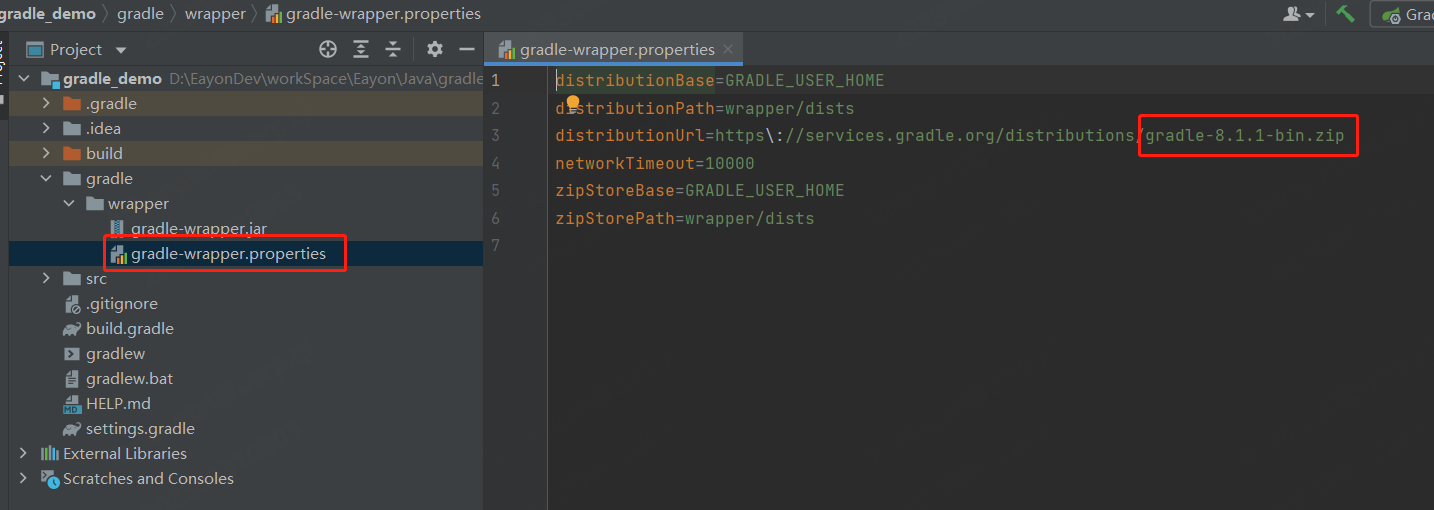 gradle_demo gradle wrapper gradle-wrapper.properties
Project
gradle-wrapper.properties
gradle_demo D:\EayonDev\workSpace\Eayon\Java\gradle
.gradle
.idea
build
gradle
wrapper
gradle-wrapper.jar
gradle-wrapper.properties
src
.gitignore
build.gradle
gradlew
gradlew.bat
MD HELP.md
settings.gradle
External Libraries
Scratches and Consoles
1 distributionBase=GRADLE_USER_HOME
2 distributionPath=wrapper/dists
3 distributionUrl=https\://services.gradle.org/distributions/gradle-8.1.1-bin.zip
4 networkTimeout=10000
5 zipStoreBase=GRADLE_USER_HOME
6 zipStorePath=wrapper/dists
7